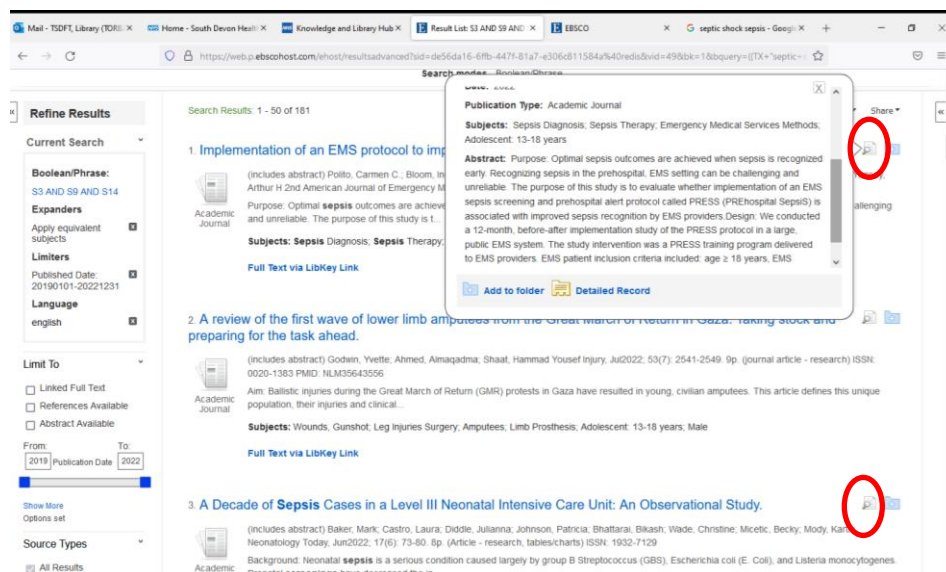 Mail - TSDFT, Library (TORB
Home - South Devon Healt
Knowledge and Library Hub
Result List: S3 AND S9 AND
EBSCO
septic shock sepsis - Googl
https://web.p.ebscohost.com/ehost/resultsadvanced?sid=de56da16-6ffb-447f-81a7-e306c811584a%40redis&vid=49&bk=1&bquery=((TX+"septic+
Search modes Boolean/Phrase
Refine Results
Search Results: 1 - 50 of 181
Share
Current Search
Boolean/Phrase:
S3 AND S9 AND S14
Expanders
Apply equivalent
subjects
Limiters
Published Date:
20190101-20221231
Language
english
Limit To
Linked Full Text
References Available
Abstract Available
From: To:
2019 Publication Date 2022
Show More
Options set
Source Types
All Results
Date: 2022
Publication Type: Academic Journal
Subjects: Sepsis Diagnosis; Sepsis Therapy; Emergency Medical Services Methods;
Adolescent: 13-18 years
Abstract: Purpose: Optimal sepsis outcomes are achieved when sepsis is recognized
early. Recognizing sepsis in the prehospital, EMS setting can be challenging and
unreliable. The purpose of this study is to evaluate whether implementation of an EMS
sepsis screening and prehospital alert protocol called PRESS (PREhospital SepsiS) is
associated with improved sepsis recognition by EMS providers.Design: We conducted
a 12-month, before-after implementation study of the PRESS protocol in a large,
public EMS system. The study intervention was a PRESS training program delivered
to EMS providers. EMS patient inclusion criteria included: age ≥ 18 years, EMS
Add to folder Detailed Record
1. Implementation of an EMS protocol to imp
(includes abstract) Polito, Carmen C.; Bloom, In
Arthur H 2nd American Journal of Emergency M
Purpose: Optimal sepsis outcomes are achieve
allenging
and unreliable. The purpose of this study is t...
Academic
Journal
Subjects: Sepsis Diagnosis; Sepsis Therapy;
Full Text via LibKey Link
2. A review of the first wave of lower limb amputees from the Great March of Return in Gaza: Taking stock and
preparing for the task ahead.
(includes abstract) Godwin, Yvette; Ahmed, Almaqadma; Shaat, Hammad Yousef Injury, Jul2022; 53(7): 2541-2549. 9p. (journal article - research) ISSN:
0020-1383 PMID: NLM35643556
Academic
Journal
Aim: Ballistic injuries during the Great March of Return (GMR) protests in Gaza have resulted in young, civilian amputees. This article defines this unique
population, their injuries and clinical...
Subjects: Wounds, Gunshot; Leg Injuries Surgery; Amputees; Limb Prosthesis; Adolescent: 13-18 years; Male
Full Text via LibKey Link
3. A Decade of Sepsis Cases in a Level III Neonatal Intensive Care Unit: An Observational Study.
(includes abstract) Baker, Mark; Castro, Laura; Diddle, Julianna; Johnson, Patricia; Bhattarai, Bikash; Wade, Christine; Micetic, Becky; Mody,
Neonatology Today, Jun2022; 17(6): 73-80. 8p. (Article - research, tables/charts) ISSN: 1932-7129
Academic
Background: Neonatal sepsis is a serious condition caused largely by group B Streptococcus (GBS), Escherichia coli (E. Coli), and Listeria monocytogenes.